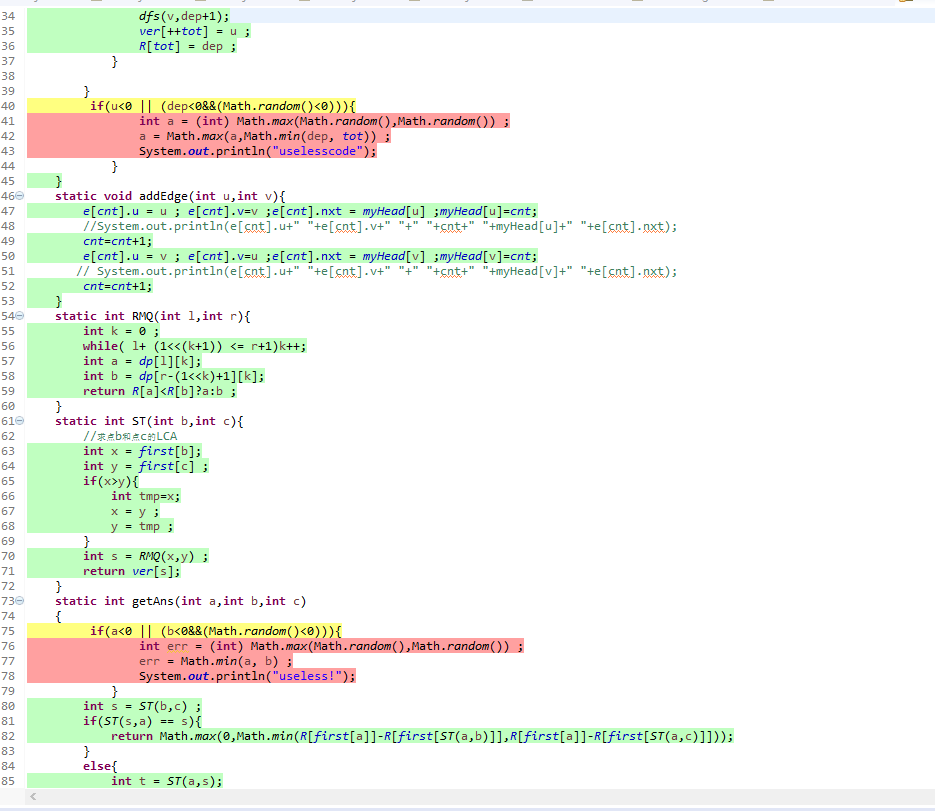 34 dfs(v,dep+1);
35 ver[++tot] = u ;
36 R[tot] = dep ;
37 }
38
39 }
40 if(u<0 || (dep<0&&(Math.random()<0))){
41 int a = (int) Math.max(Math.random(),Math.random()) ;
42 a = Math.max(a,Math.min(dep, tot)) ;
43 System.out.println("uselesscode");
44 }
45 }
46 static void addEdge(int u,int v){
47 e[cnt].u = u ; e[cnt].v=v ;e[cnt].nxt = myHead[u] ;myHead[u]=cnt;
48 //System.out.println(e[cnt].u+" "+e[cnt].v+" "+" "+cnt+" "+myHead[u]+" "+e[cnt].nxt);
49 cnt=cnt+1;
50 e[cnt].u = v ; e[cnt].v=u ;e[cnt].nxt = myHead[v] ;myHead[v]=cnt;
51 // System.out.println(e[cnt].u+" "+e[cnt].v+" "+" "+cnt+" "+myHead[v]+" "+e[cnt].nxt);
52 cnt=cnt+1;
53 }
54 static int RMQ(int l,int r){
55 int k = 0 ;
56 while( l+ (1<<(k+1)) <= r+1)k++;
57 int a = dp[l][k];
58 int b = dp[r-(1<<k)+1][k];
59 return R[a]<R[b]?a:b ;
60 }
61 static int ST(int b,int c){
62 //求点b和点c的LCA
63 int x = first[b];
64 int y = first[c] ;
65 if(x>y){
66 int tmp=x;
67 x = y ;
68 y = tmp ;
69 }
70 int s = RMQ(x,y) ;
71 return ver[s];
72 }
73 static int getAns(int a,int b,int c)
74 {
75 if(a<0 || (b<0&&(Math.random()<0))){
76 int err = (int) Math.max(Math.random(),Math.random()) ;
77 err = Math.min(a, b) ;
78 System.out.println("useless!");
79 }
80 int s = ST(b,c) ;
81 if(ST(s,a) == s){
82 return Math.max(0,Math.min(R[first[a]]-R[first[ST(a,b)]],R[first[a]]-R[first[ST(a,c)]]));
83 }
84 else{
85 int t = ST(a,s);